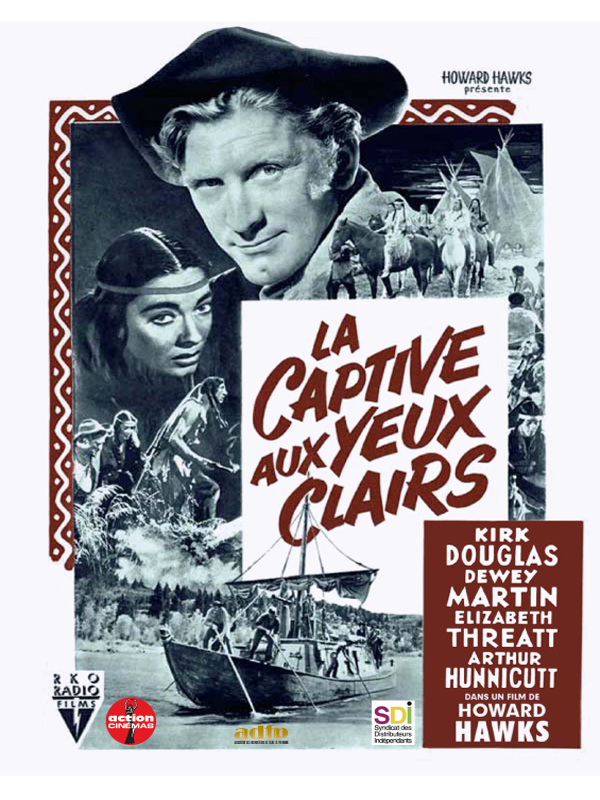 HOWARD HAWKS
présente
LA
CAPTIVE
AUX YEUX
CLAIRS
KIRK
DOUGLAS
DEWEY
MARTIN
ELIZABETH
THREATT
ARTHUR
HUNNICUTT
DANS UN FILM DE
HOWARD
HAWKS
RKO
RADIO
FILMS
action
CINÉMAS
adfp
SDI
Syndicat des
Distributeurs
Indépendants